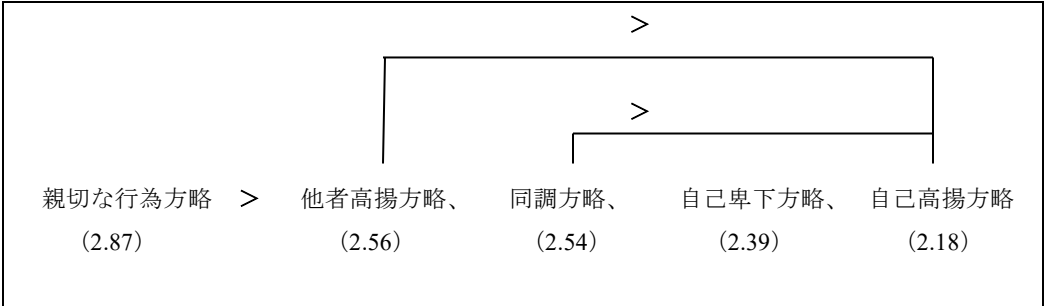 ＞
＞
親切な行為方略 ＞ 他者高揚方略、 同調方略、 自己卑下方略、 自己高揚方略
（2.87） （2.56） （2.54） （2.39） （2.18）